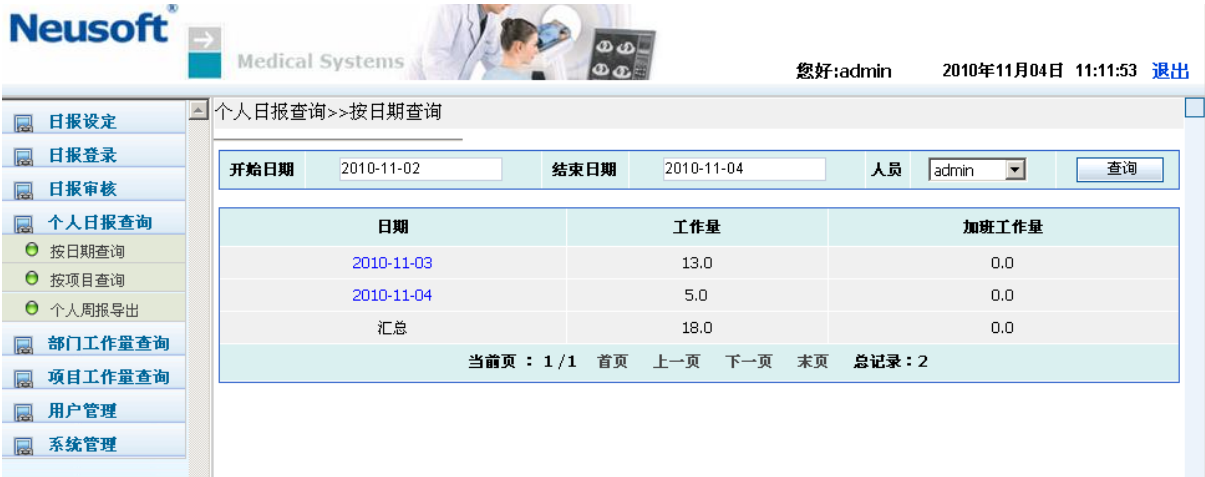 Neusoft®
Medical Systems
您好:admin 2010年11月04日 11:11:53 退出
日报设定
日报登录
日报审核
个人日报查询
按日期查询
按项目查询
个人周报导出
部门工作量查询
项目工作量查询
用户管理
系统管理
个人日报查询>>按日期查询
开始日期 2010-11-02 结束日期 2010-11-04 人员 admin 查询
日期 工作量 加班工作量
2010-11-03 13.0 0.0
2010-11-04 5.0 0.0
汇总 18.0 0.0
当前页 : 1/1 首页 上一页 下一页 末页 总记录:2